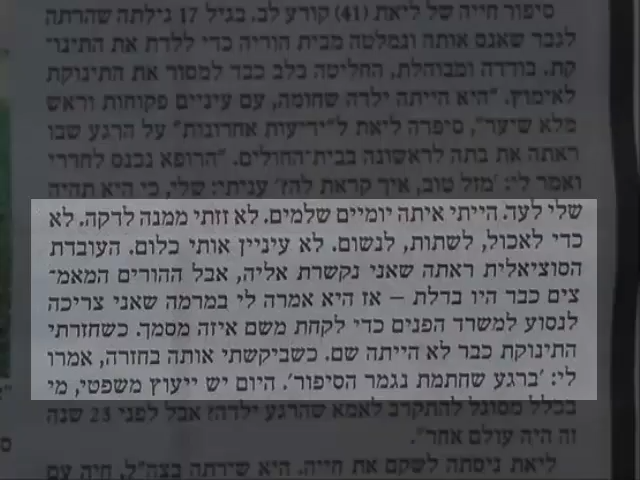 סיפור חייה של ליאת (41) קורע לב. בגיל 17 גילתה שהרתה
לגבר שאנס אותה ונמלטה מבית הוריה כדי ללדת את התינו־
קת. בודדה ומבוהלת, החליטה בלב כבד למסור את התינוקת
לאימוץ. "היא הייתה ילדה שחומה, עם עיניים פקוחות וראש
מלא שיער", סיפרה ליאת ל"ידיעות אחרונות" על הרגע שבו
ראתה את בתה לראשונה בבית־החולים. "הרופא נכנס לחדרי
ואמר לי: 'מזל טוב, איך קראת לה?' עניתי: שלי, כי היא תהיה
שלי לעד. הייתי איתה יומיים שלמים. לא זזתי ממנה לדקה. לא
כדי לאכול, לשתות, לנשום. לא עיניין אותי כלום. העובדת
הסוציאלית ראתה שאני נקשרת אליה, אבל ההורים המאמ־
צים כבר היו בדלת – אז היא אמרה לי במרמה שאני צריכה
לנסוע למשרד הפנים כדי לקחת משם איזה מסמך. כשחזרתי
התינוקת כבר לא הייתה שם. כשביקשתי אותה בחזרה, אמרו
לי: 'ברגע שחתמת נגמר הסיפור'. היום יש ייעוץ משפטי, מי
בכלל מסוגל להתקרב לאמא שהרגע ילדה? אבל לפני 23 שנה
זה היה עולם אחר".
ליאת ניסתה לשקם את חייה. היא שירתה בצה"ל, חיה עם